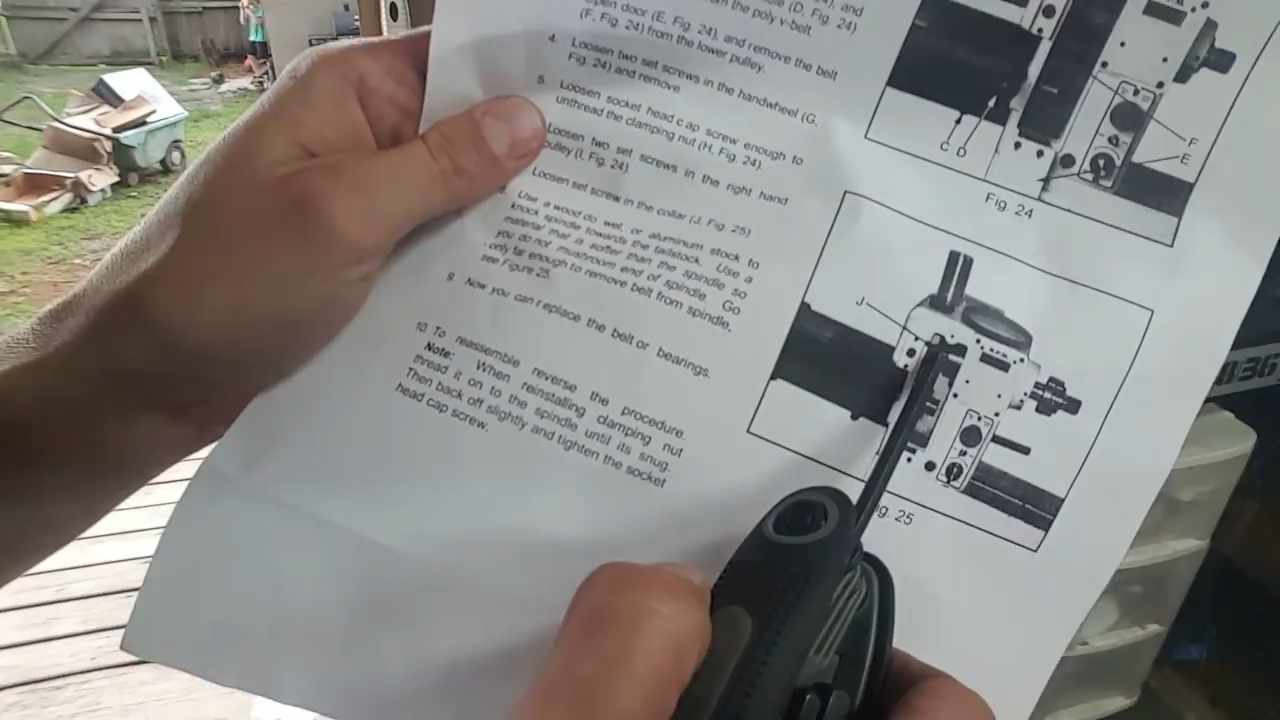 (D, Fig. 24)
, and
the poly v-belt.
Open door (E, Fig. 24), and remove the belt
(F, Fig. 24) from the lower pulley.
4. Loosen two set screws in the handwheel (G,
Fig. 24) and remove.
5. Loosen socket head cap screw enough to
unthread the clamping nut (H, Fig. 24).
Loosen two set screws in the right hand
pulley (I, Fig. 24).
Loosen set screw in the collar (J, Fig. 25)
Use a wood dowel, or aluminum stock to
knock spindle towards the tailstock. Use a
material that is softer than the spindle so
you do not mushroom end of spindle. Go
only far enough to remove belt from spindle,
see Figure 25.
9. Now you can replace the belt or bearings.
10. To reassemble reverse the procedure.
Note: When reinstalling clamping nut
thread it on to the spindle until its snug.
Then back off slightly and tighten the socket
head cap screw.
C D
F
E
Fig. 24
J
ig. 25